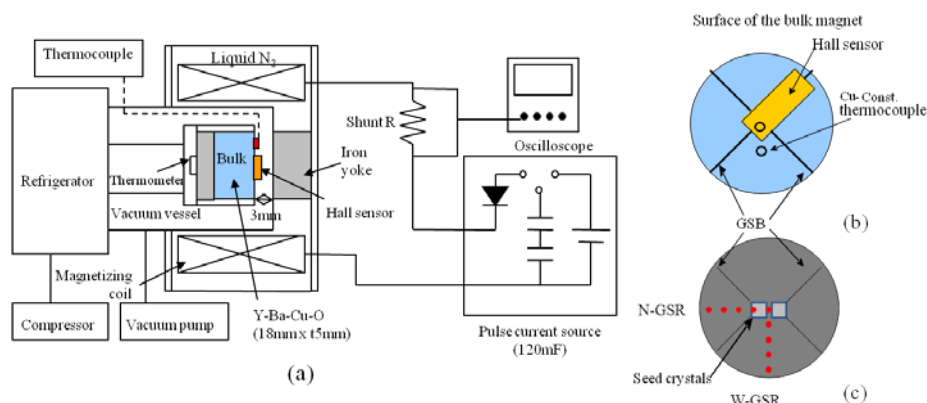 (a)
Thermocouple
Liquid N2
Refrigerator
Bulk
Thermometer
Vacuum vessel
3mm
Hall sensor
Iron
yoke
Magnetizing
coil
Compressor
Vacuum pump
Y-Ba-Cu-O
(18mm x t5mm)
(a)
Shunt R
Oscilloscope
Pulse current source
(120mF)
Surface of the bulk magnet
(b)
Hall sensor
Cu- Const.
thermocouple
GSB
(b)
N-GSR
Seed crystals
W-GSR
(c)